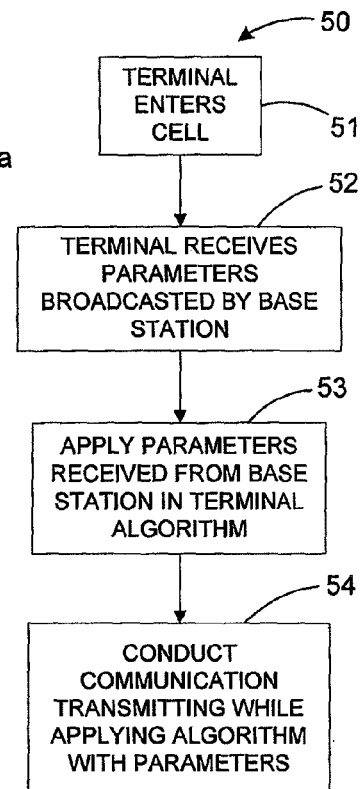 50
TERMINAL
ENTERS
CELL
51
a
52
TERMINAL RECEIVES
PARAMETERS
BROADCASTED BY BASE
STATION
53
APPLY PARAMETERS
RECEIVED FROM BASE
STATION IN TERMINAL
ALGORITHM
54
CONDUCT
COMMUNICATION
TRANSMITTING WHILE
APPLYING ALGORITHM
WITH PARAMETERS